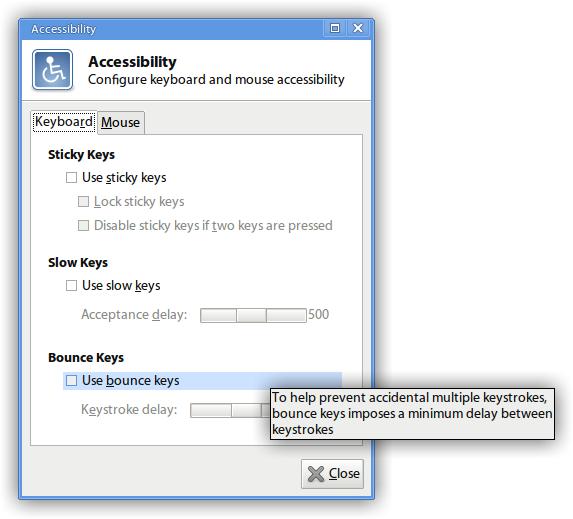 Accessibility
Accessibility
Configure keyboard and mouse accessibility
Keyboard Mouse
Sticky Keys
Use sticky keys
Lock sticky keys
Disable sticky keys if two keys are pressed
Slow Keys
Use slow keys
Acceptance delay: 500
Bounce Keys
Use bounce keys
Keystroke delay:
To help prevent accidental multiple keystrokes,
bounce keys imposes a minimum delay between
keystrokes
Close